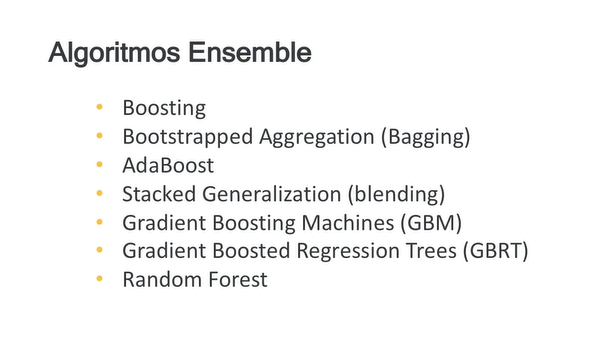 Algoritmos Ensemble
• Boosting
• Bootstrapped Aggregation (Bagging)
• AdaBoost
• Stacked Generalization (blending)
• Gradient Boosting Machines (GBM)
• Gradient Boosted Regression Trees (GBRT)
• Random Forest